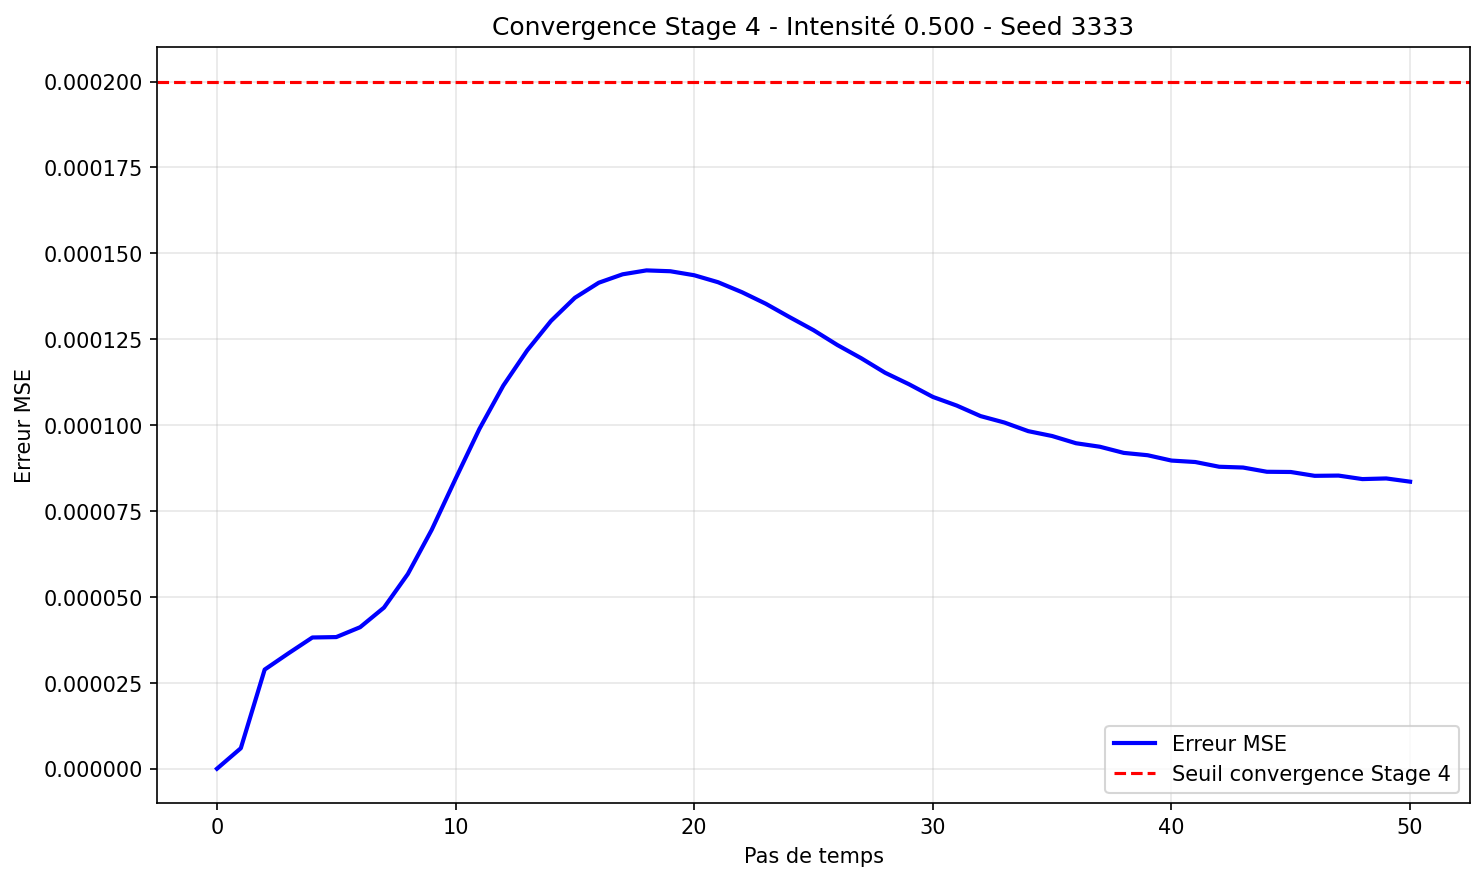 Convergence Stage 4 - Intensité 0.500 - Seed 3333
0.000200
0.000175
0.000150
0.000125
0.000100
0.000075
0.000050
0.000025
0.000000
Erreur MSE
0 10 20 30 40 50
Pas de temps
Erreur MSE
Seuil convergence Stage 4